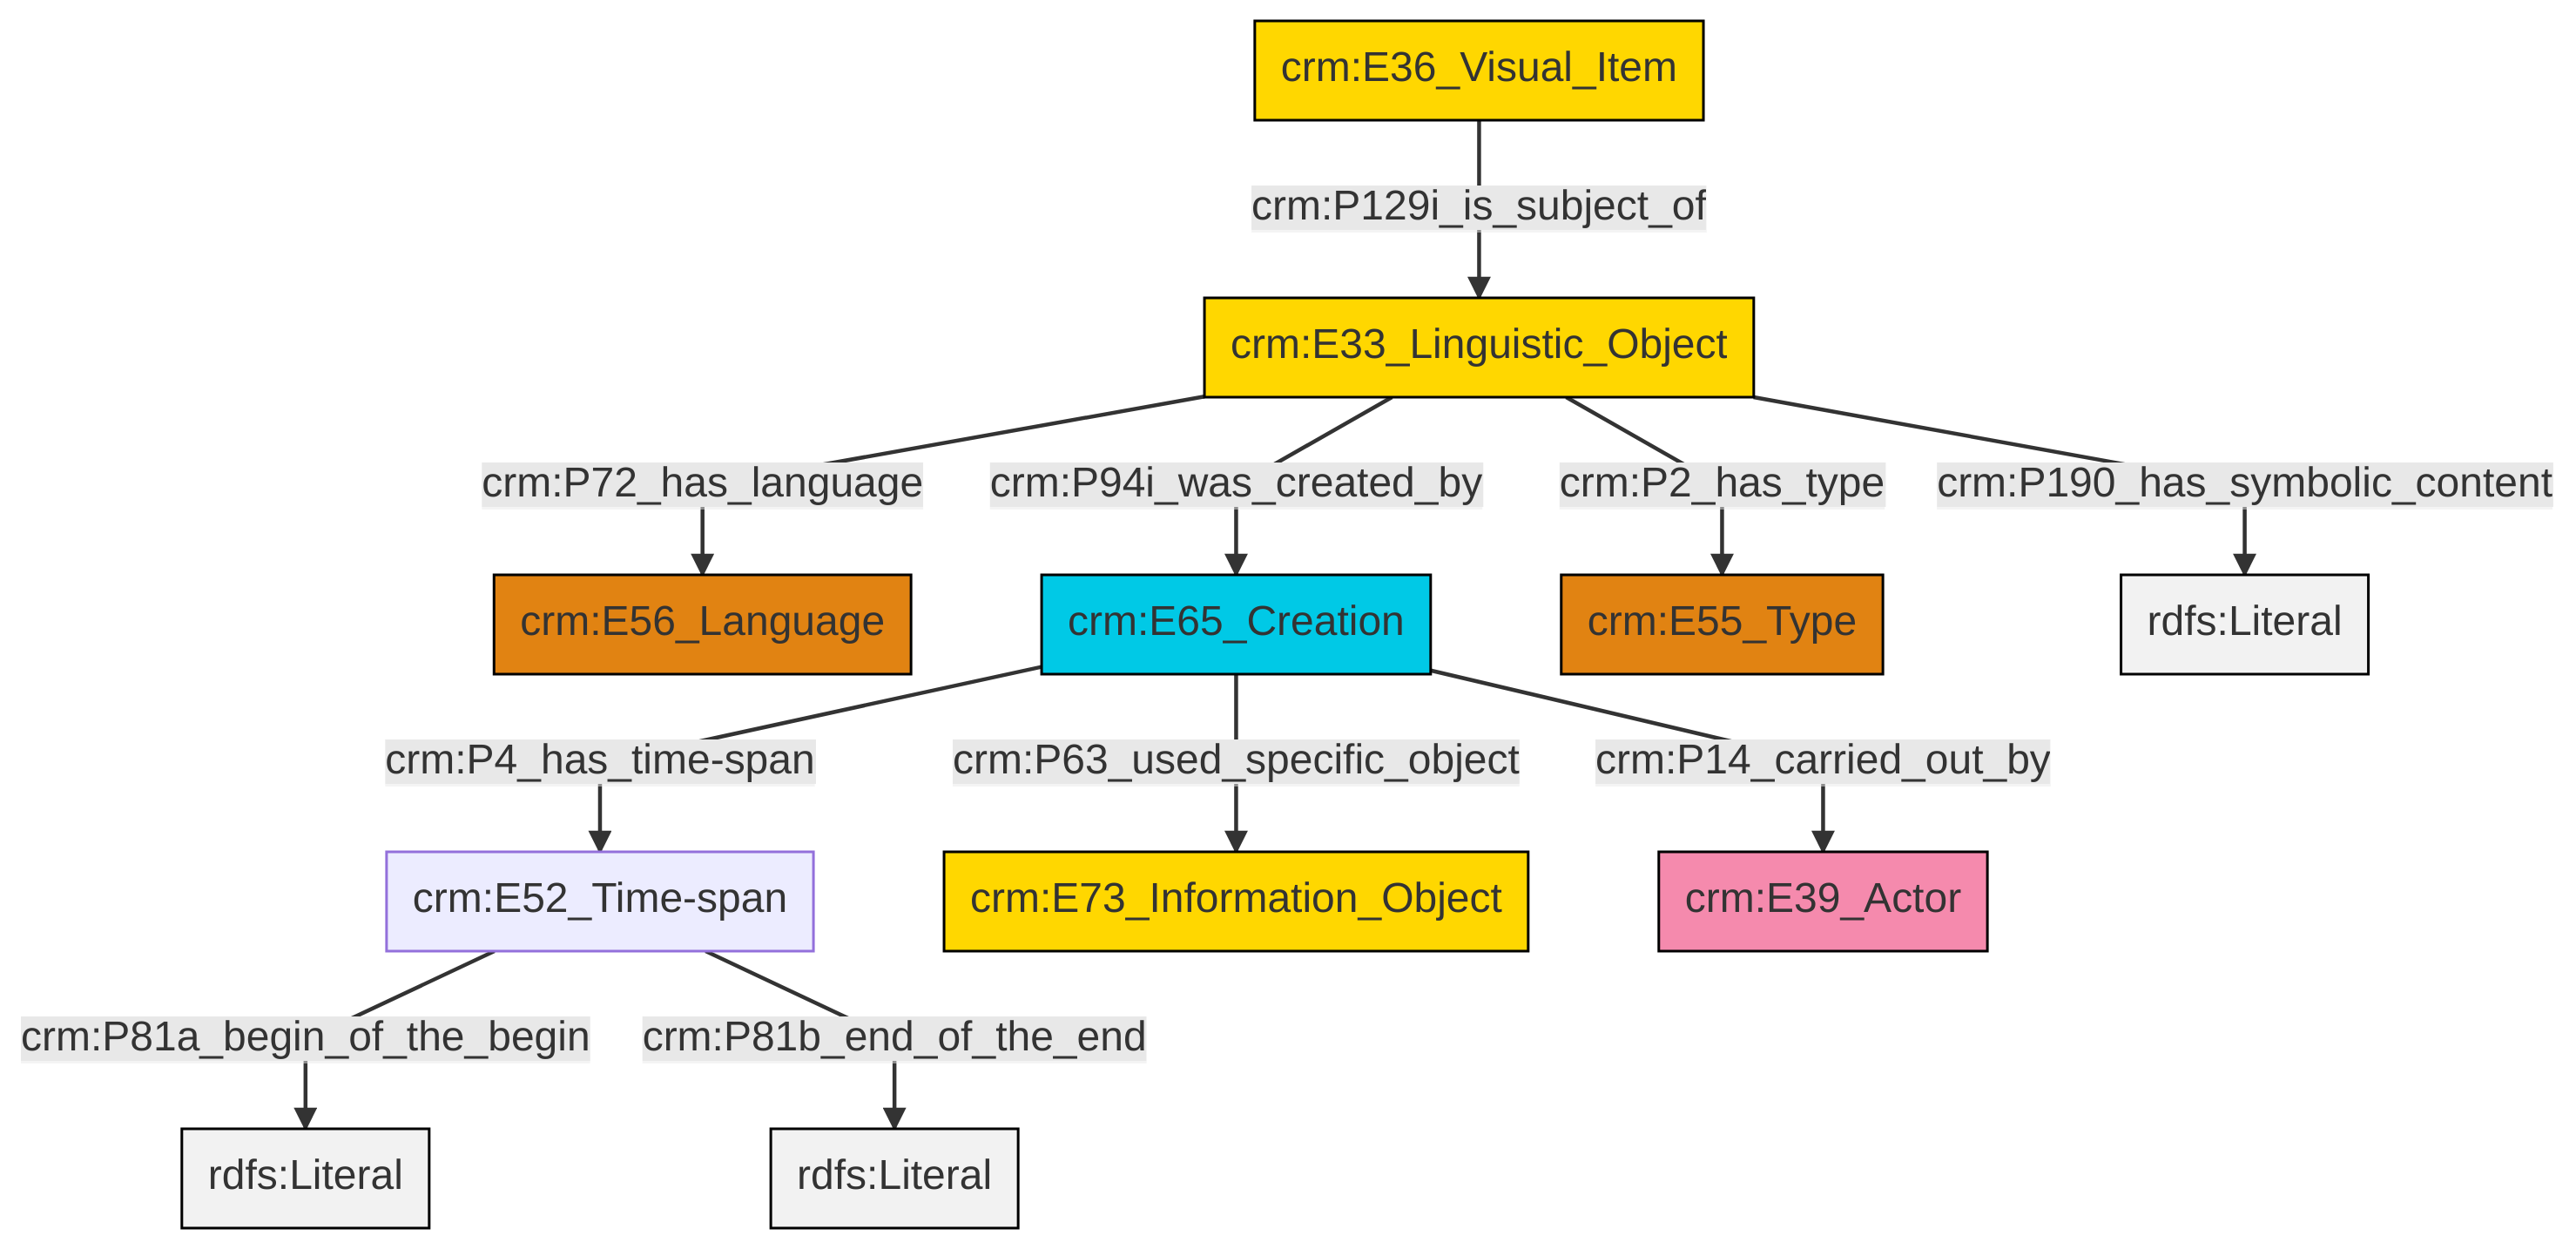 crm:E36_Visual_Item
crm:P129i_is_subject_of
crm:E33_Linguistic_Object
crm:P72_has_language
crm:P94i_was_created_by
crm:P2_has_type
crm:P190_has_symbolic_content
crm:E56_Language
crm:E65_Creation
crm:E55_Type
rdfs:Literal
crm:P4_has_time-span
crm:P63_used_specific_object
crm:P14_carried_out_by
crm:E52_Time-span
crm:E73_Information_Object
crm:E39_Actor
crm:P81a_begin_of_the_begin
crm:P81b_end_of_the_end
rdfs:Literal
rdfs:Literal